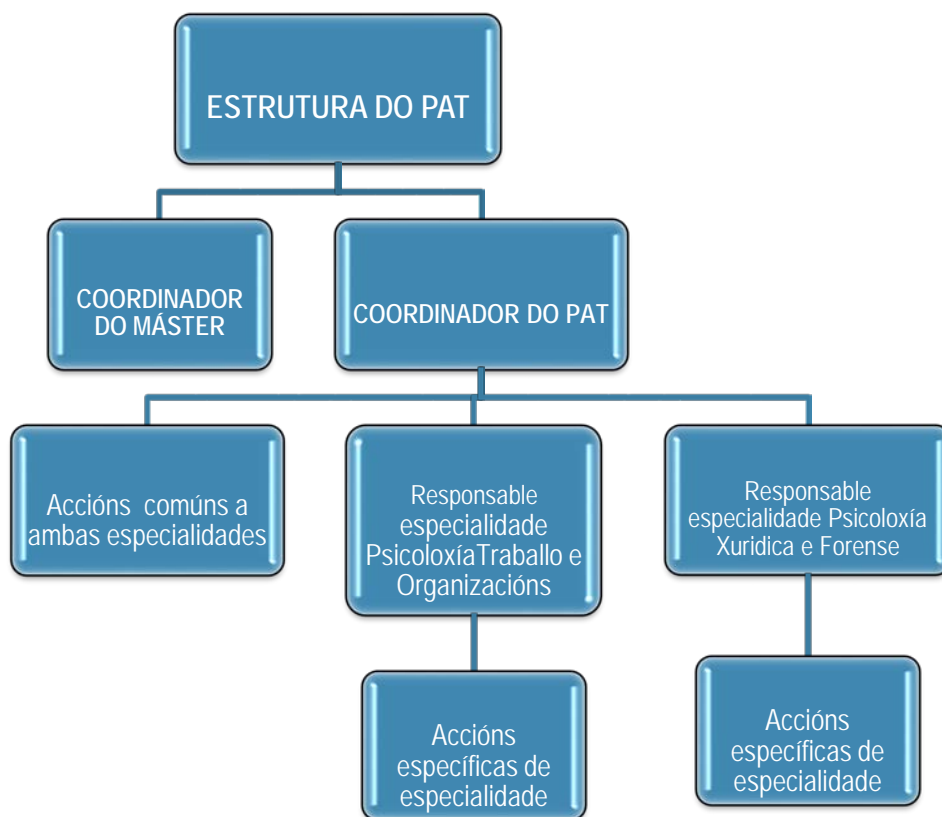 ESTRUTURA DO PAT
COORDINADOR
DO MÁSTER
COORDINADOR DO PAT
Accións comúns a
ambas especialidades
Responsable
especialidade
PsicoloxíaTraballo e
Organizacións
Responsable
especialidade Psicoloxía
Xuridica e Forense
Accións
específicas de
especialidade
Accións
específicas de
especialidade